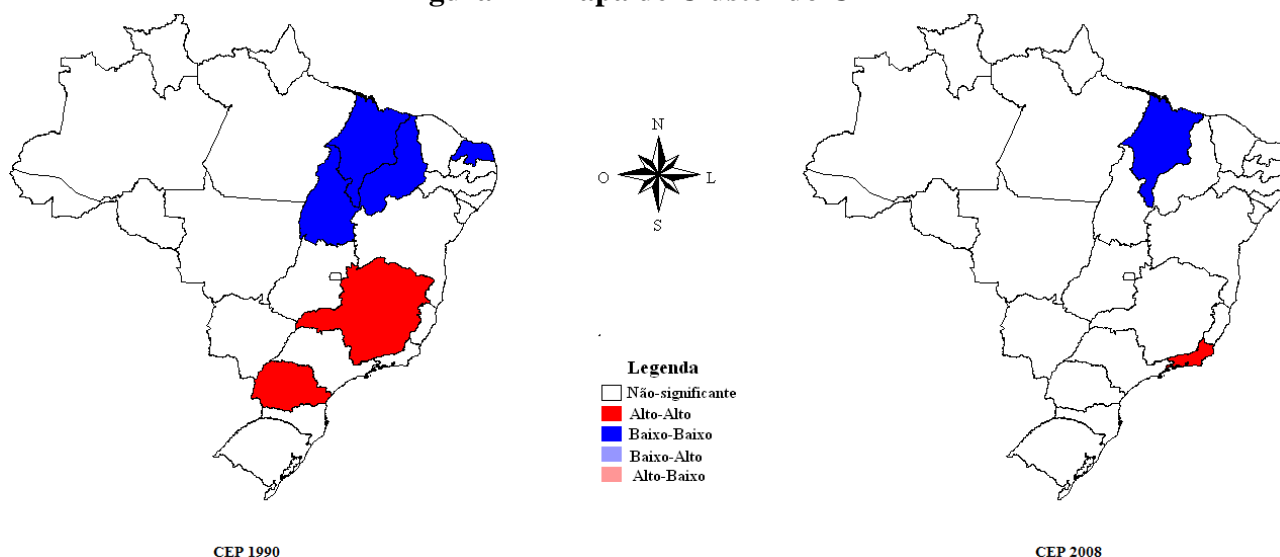 N
O L
S
Legenda
Não-significante
Alto-Alto
Baixo-Baixo
Baixo-Alto
Alto-Baixo
CEP 1990
CEP 2008